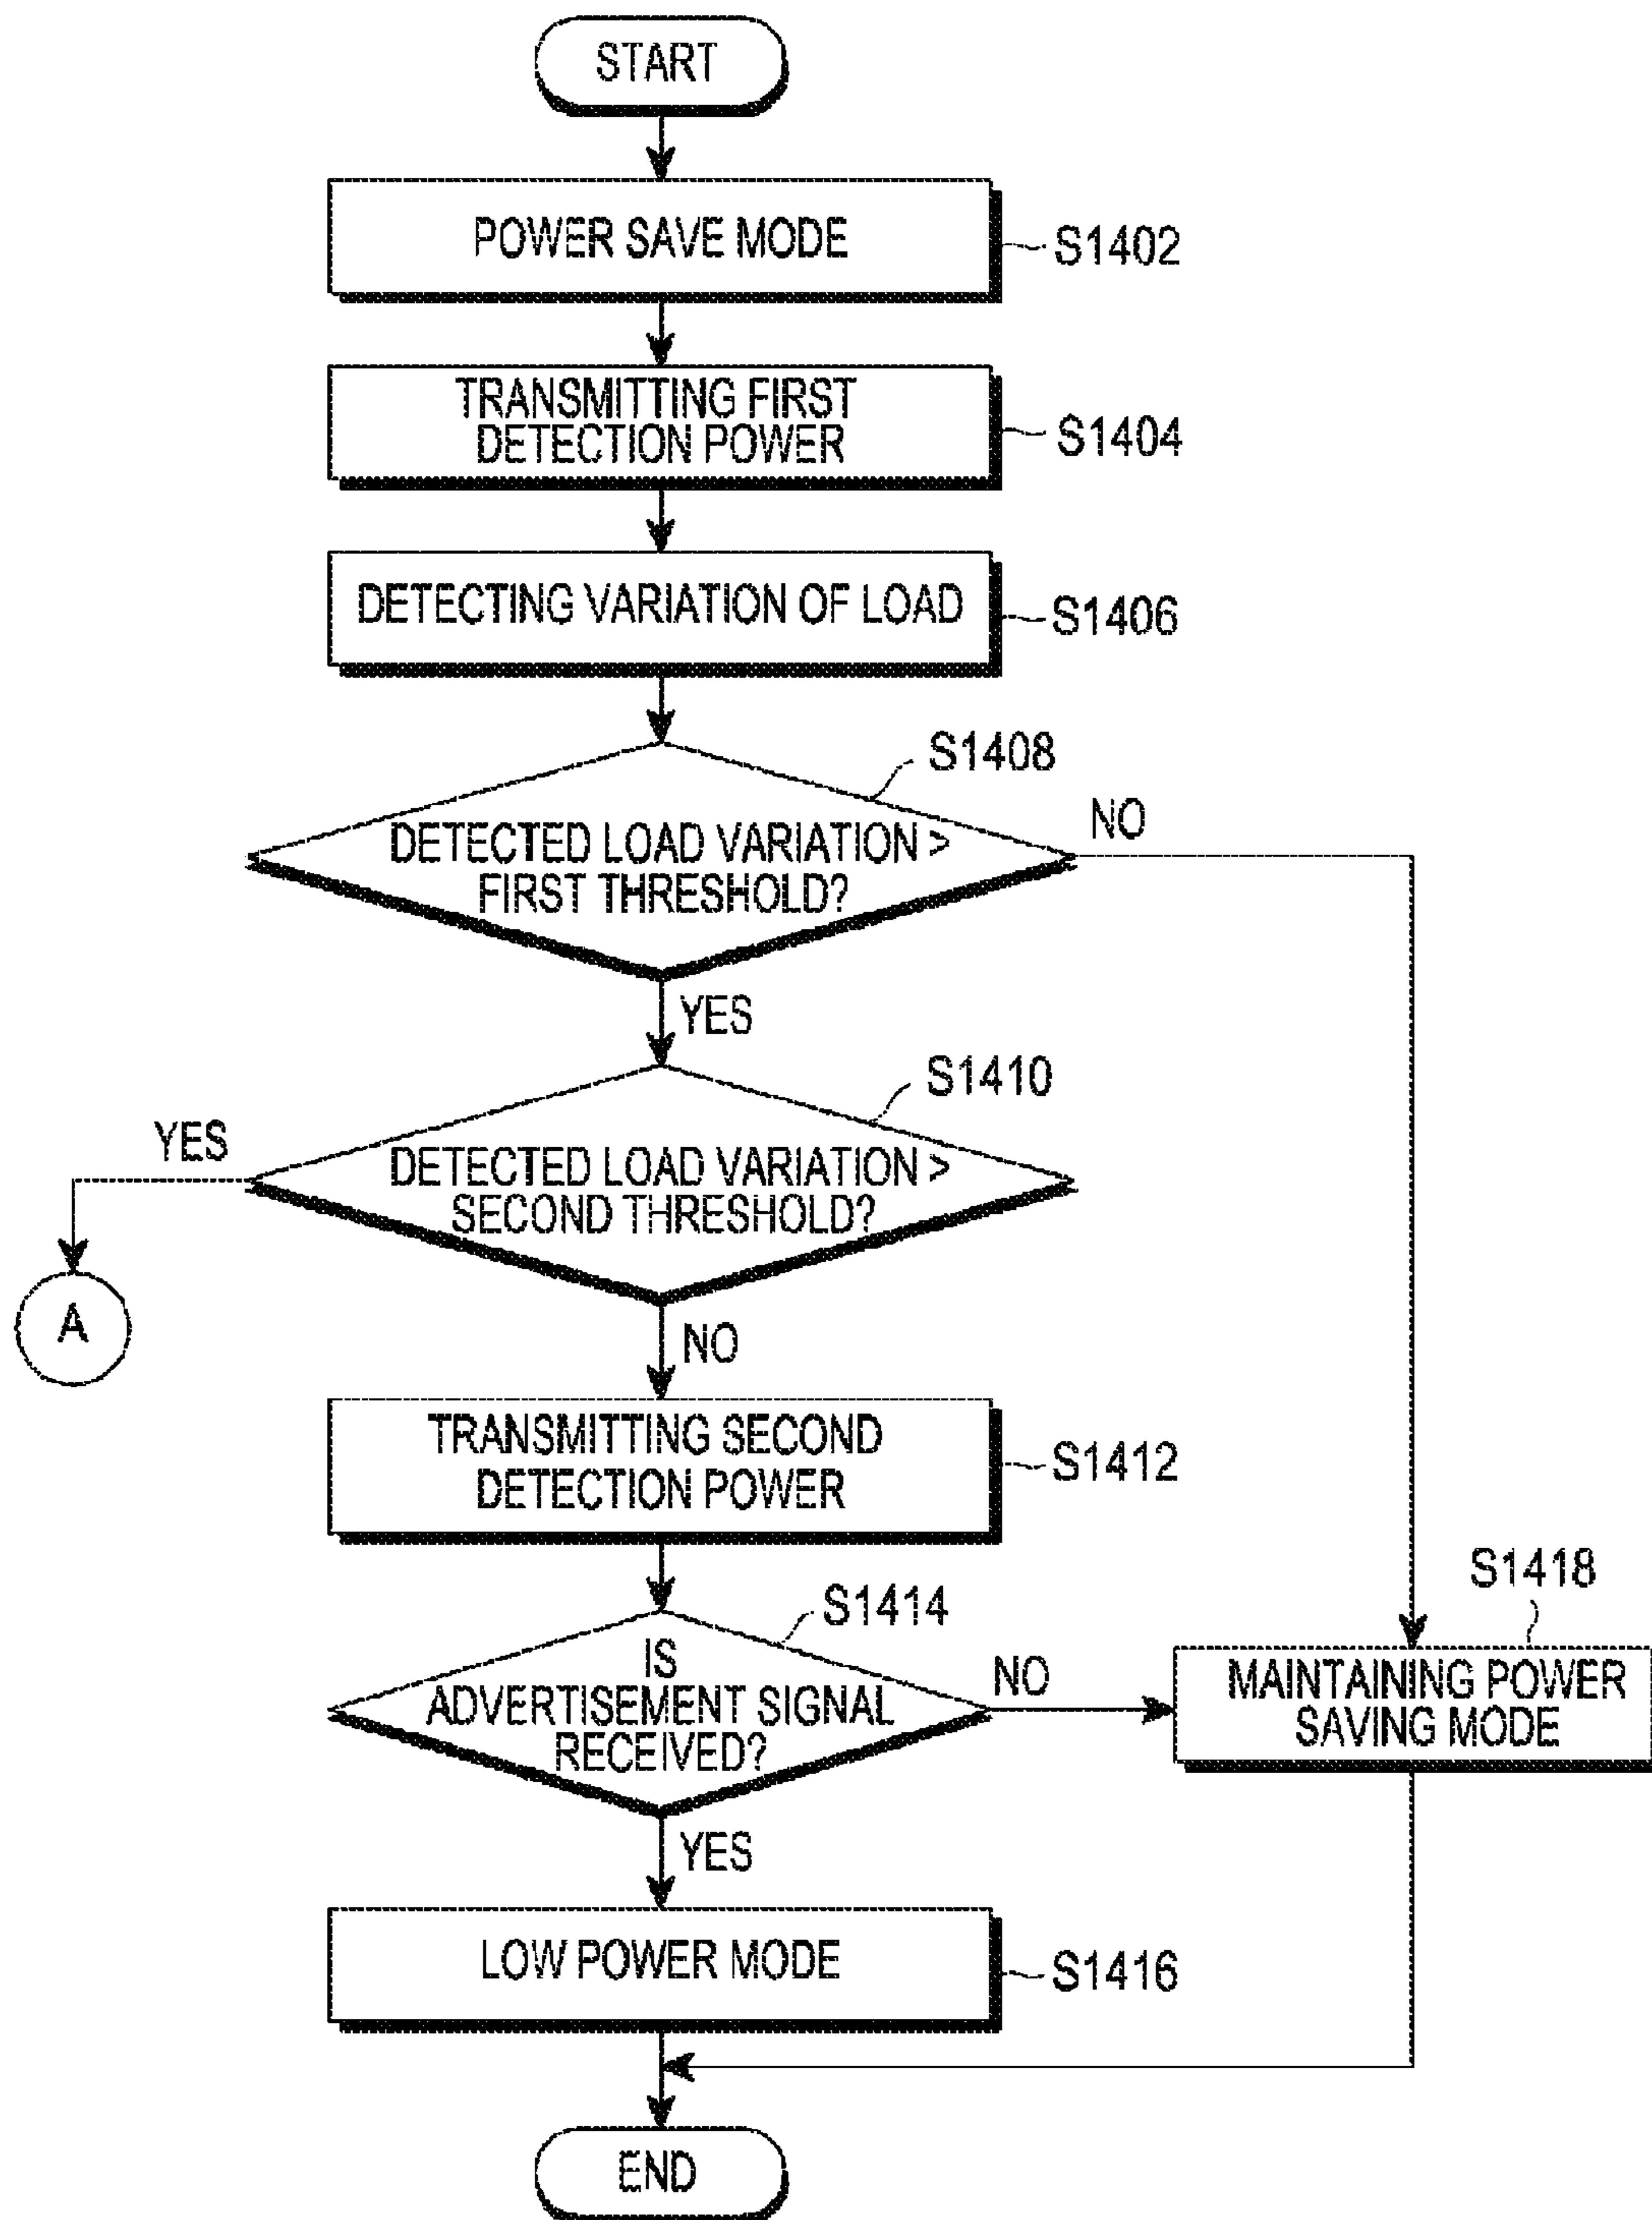 START
POWER SAVE MODE
S1402
TRANSMITTING FIRST
DETECTION POWER
S1404
DETECTING VARIATION OF LOAD
S1406
S1408
DETECTED LOAD VARIATION >
FIRST THRESHOLD?
NO
YES
S1410
DETECTED LOAD VARIATION >
SECOND THRESHOLD?
YES
A
NO
TRANSMITTING SECOND
DETECTION POWER
S1412
S1414
IS
ADVERTISEMENT SIGNAL
RECEIVED?
NO
S1418
MAINTAINING POWER
SAVING MODE
YES
LOW POWER MODE
S1416
END